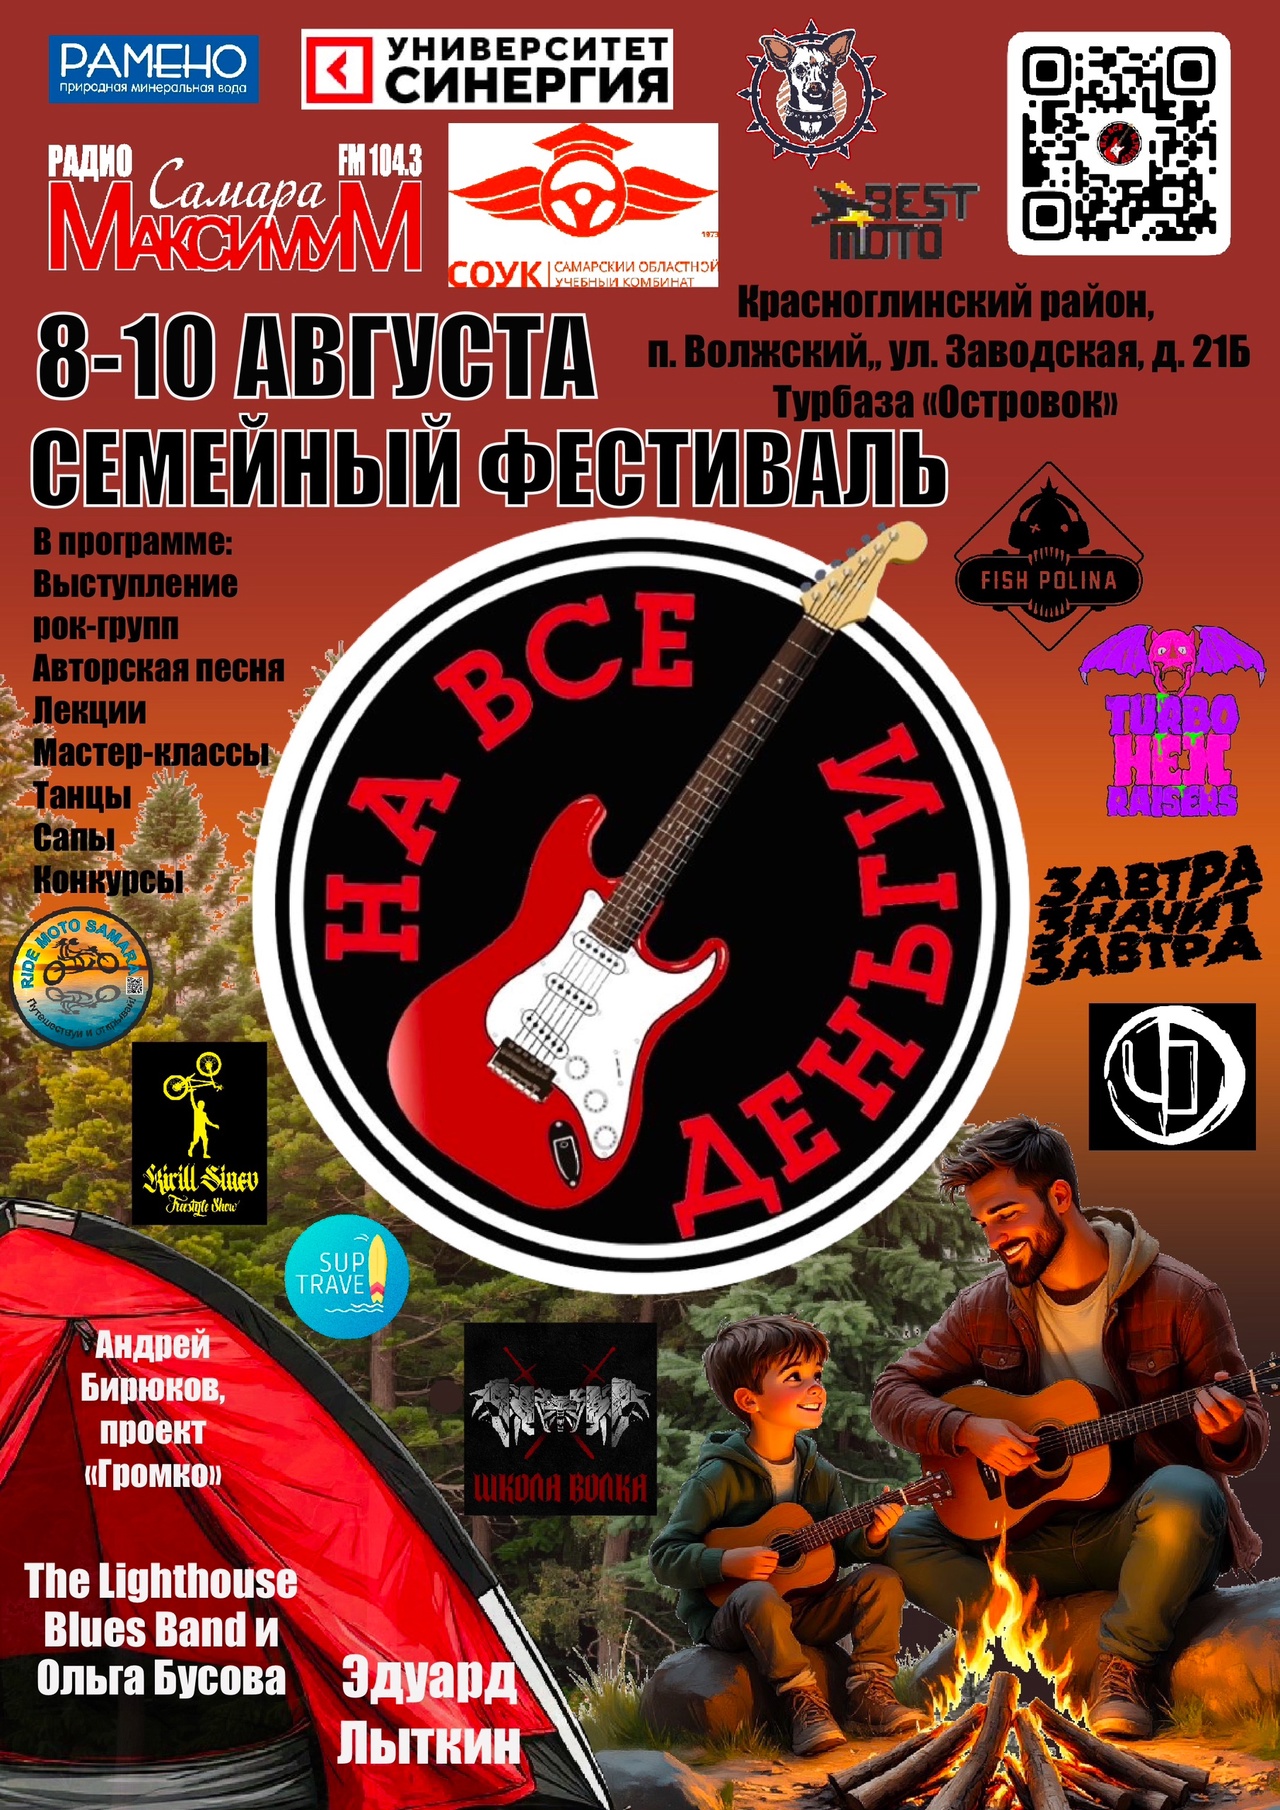 РАМЕНО
природная минеральная вода
УНИВЕРСИТЕТ
СИНЕРГИЯ
РАДИО Самара FM 104.3
МАКСИМУМ
1973
СОУК | САМАРСКИЙ ОБЛАСТНОЙ
УЧЕБНЫЙ КОМБИНАТ
BEST
MOTO
8-10 АВГУСТА
Красноглинский район,
п. Волжский,, ул. Заводская, д. 21Б
Турбаза «Островок»
СЕМЕЙНЫЙ ФЕСТИВАЛЬ
В программе:
Выступление
рок-групп
Авторская песня
Лекции
Мастер-классы
Танцы
Сапы
Конкурсы
НА ВСЕ
ДЕНЬГИ
FISH POLINA
TURBO
HEX
RAISERS
ЗАВТРА
ЗНАЧИТ
ЗАВТРА
RIDE MOTO SAMARA
Путешествуй и открывай!
Kirill Sinev
Freestyle Show
SUP
TRAVEL
ШКОЛА ВОЛКА
Андрей
Бирюков,
проект
«Громко»
The Lighthouse
Blues Band и
Ольга Бусова
Эдуард
Лыткин